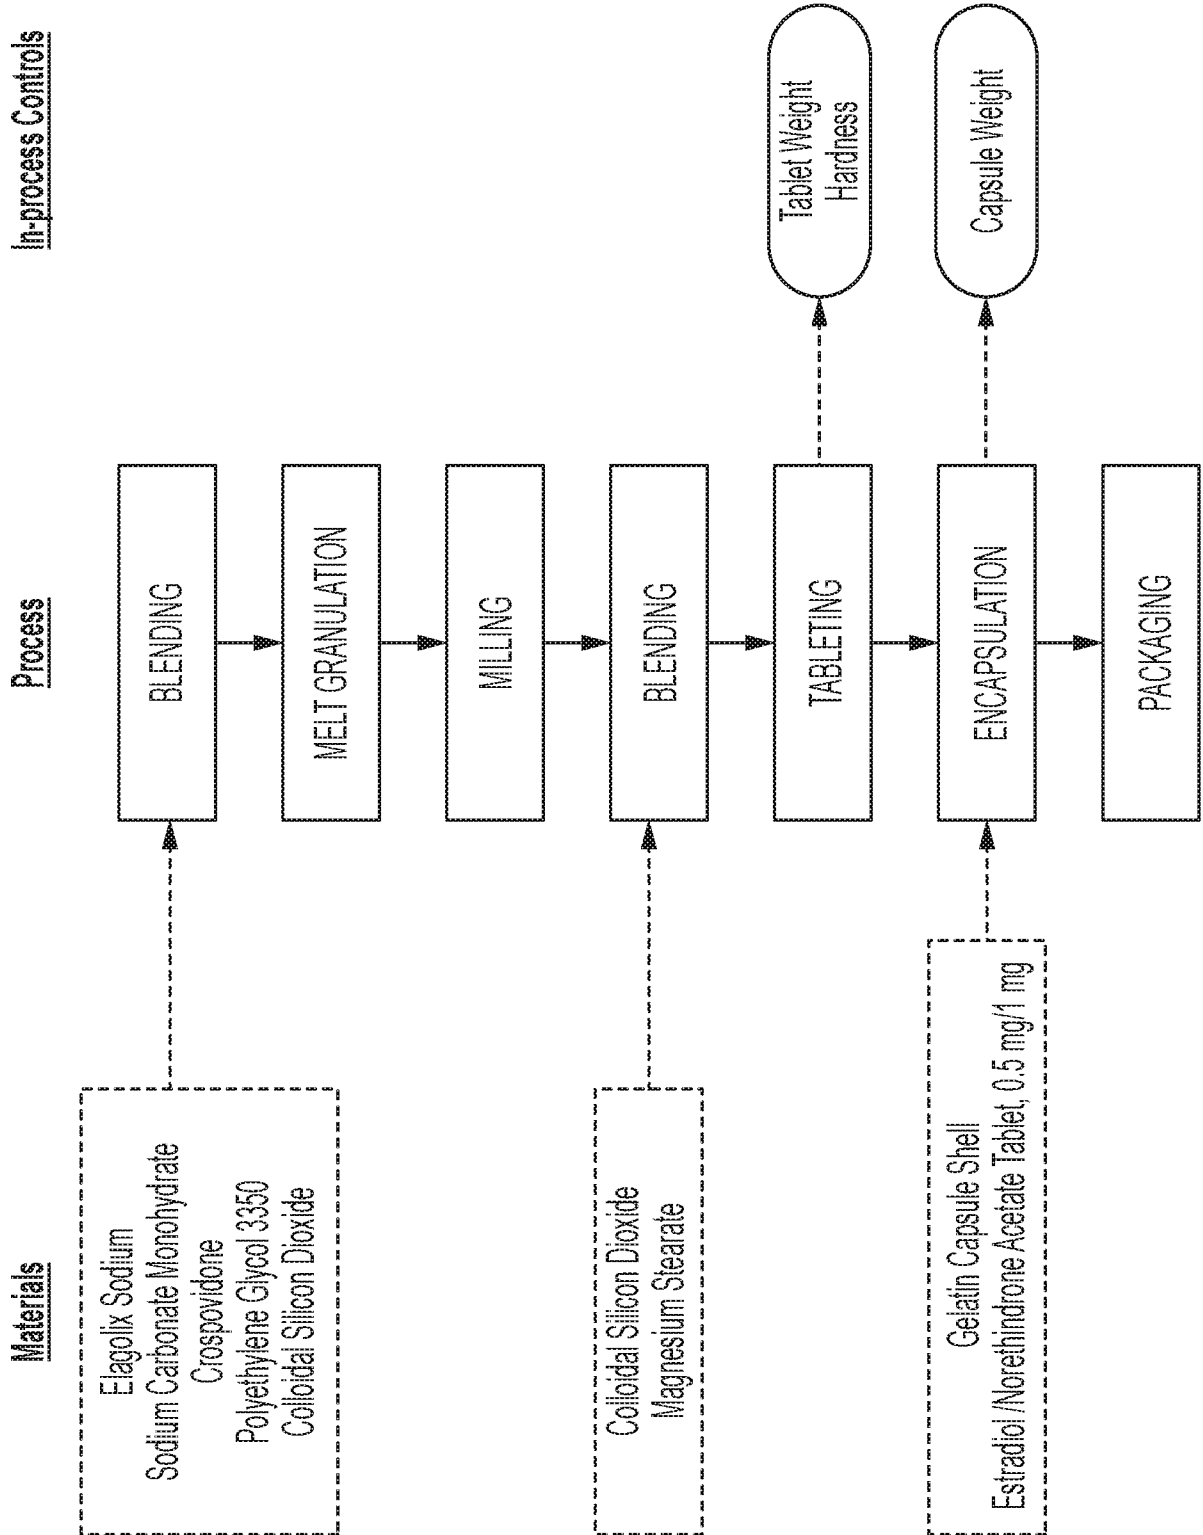 Materials
Process
In-process Controls
Elagolix Sodium
Sodium Carbonate Monohydrate
Crospovidone
Polyethylene Glycol 3350
Colloidal Silicon Dioxide
BLENDING
MELT GRANULATION
MILLING
Colloidal Silicon Dioxide
Magnesium Stearate
BLENDING
TABLETING
Tablet Weight
Hardness
Gelatin Capsule Shell
Estradiol /Norethindrone Acetate Tablet, 0.5 mg/1 mg
ENCAPSULATION
Capsule Weight
PACKAGING